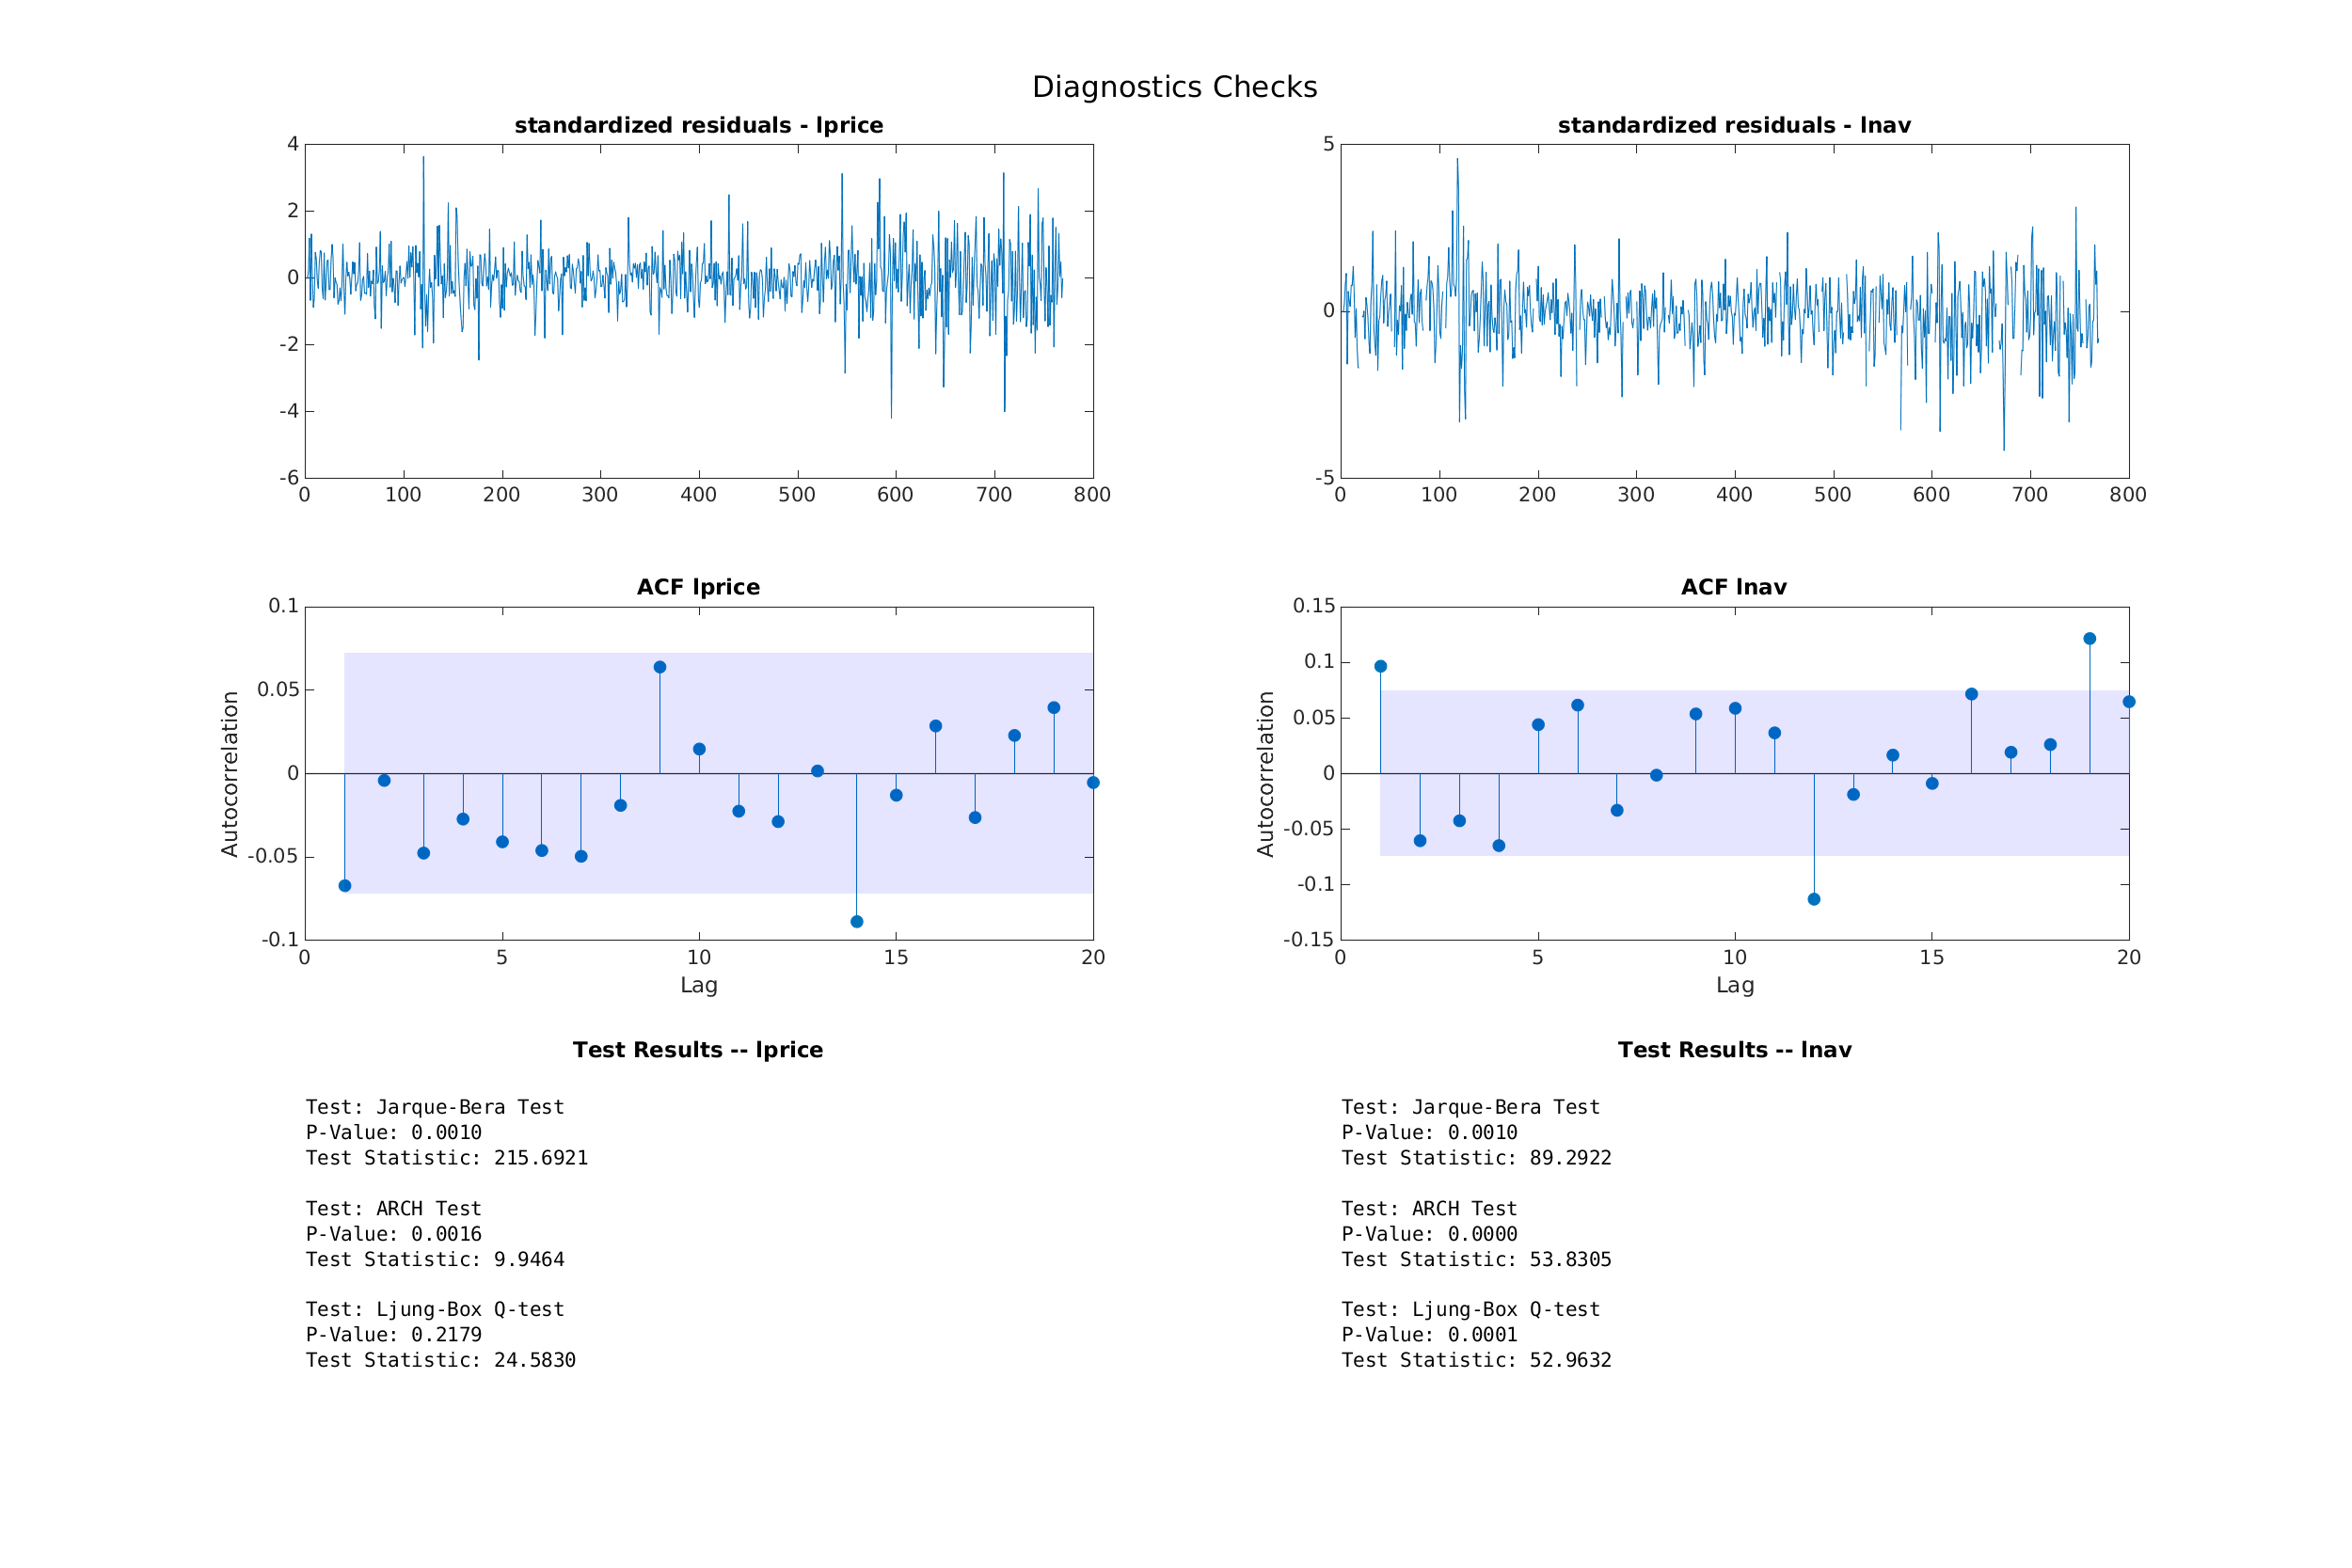 Diagnostics Checks
standardized residuals - lprice
4
2
0
-2
-4
-6
0 100 200 300 400 500 600 700 800
standardized residuals - lnav
5
0
-5
0 100 200 300 400 500 600 700 800
ACF lprice
0.1
0.05
0
-0.05
-0.1
Autocorrelation
0 5 10 15 20
Lag
ACF lnav
0.15
0.1
0.05
0
-0.05
-0.1
-0.15
Autocorrelation
0 5 10 15 20
Lag
Test Results -- lprice
Test: Jarque-Bera Test
P-Value: 0.0010
Test Statistic: 215.6921
Test: ARCH Test
P-Value: 0.0016
Test Statistic: 9.9464
Test: Ljung-Box Q-test
P-Value: 0.2179
Test Statistic: 24.5830
Test Results -- lnav
Test: Jarque-Bera Test
P-Value: 0.0010
Test Statistic: 89.2922
Test: ARCH Test
P-Value: 0.0000
Test Statistic: 53.8305
Test: Ljung-Box Q-test
P-Value: 0.0001
Test Statistic: 52.9632